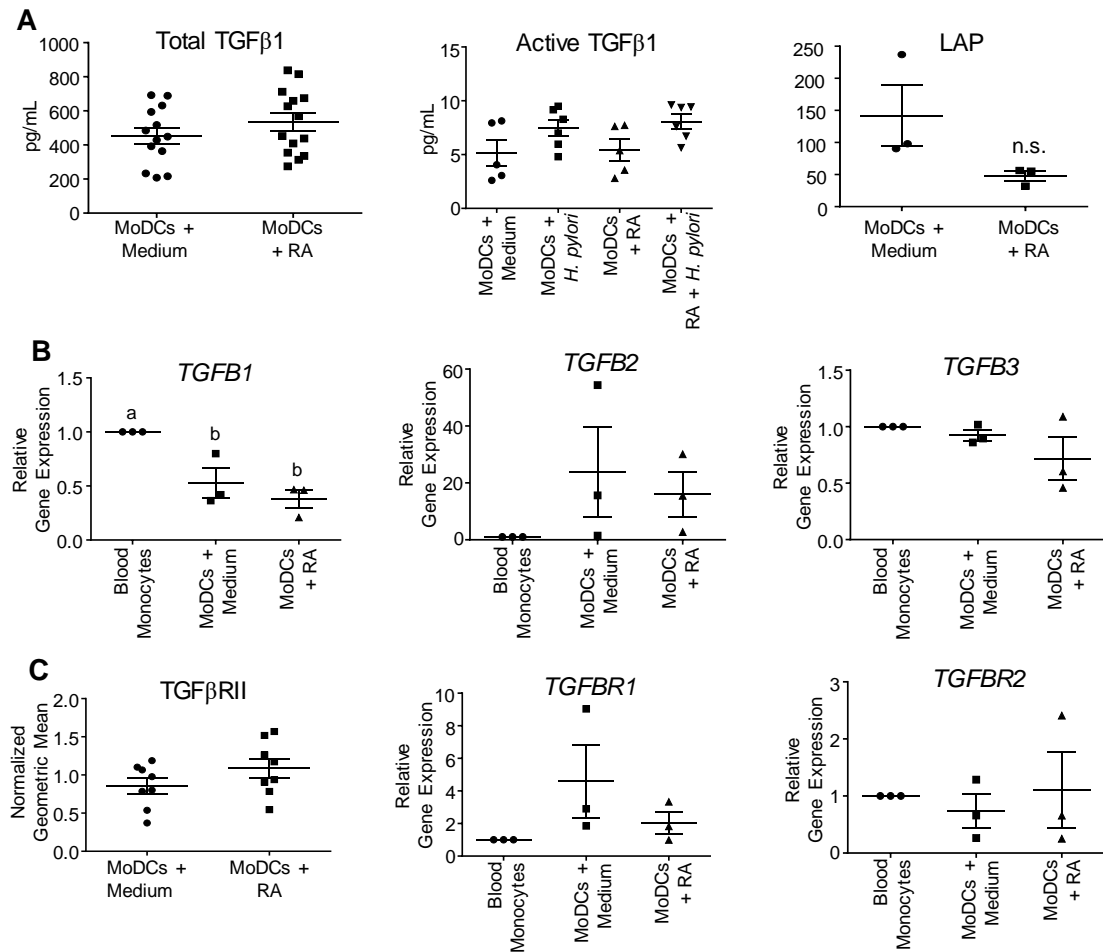 A
Total TGFβ1
pg/mL
1000
800
600
400
200
0
MoDCs +
Medium
MoDCs
+ RA
Active TGFβ1
pg/mL
15
10
5
0
MoDCs +
Medium
MoDCs +
H. pylori
MoDCs
+ RA
MoDCs +
RA + H. pylori
LAP
250
200
150
100
50
0
n.s.
MoDCs +
Medium
MoDCs
+ RA
B
TGFB1
Relative
Gene Expression
1.5
1.0
0.5
0.0
a
b
b
Blood
Monocytes
MoDCs +
Medium
MoDCs
+ RA
TGFB2
Relative
Gene Expression
60
40
20
0
Blood
Monocytes
MoDCs +
Medium
MoDCs
+ RA
TGFB3
Relative
Gene Expression
1.5
1.0
0.5
0.0
Blood
Monocytes
MoDCs +
Medium
MoDCs
+ RA
C
TGFβRII
Normalized
Geometric Mean
2.0
1.5
1.0
0.5
0.0
MoDCs +
Medium
MoDCs +
RA
TGFBR1
Relative
Gene Expression
10
8
6
4
2
0
Blood
Monocytes
MoDCs +
Medium
MoDCs
+ RA
TGFBR2
Relative
Gene Expression
3
2
1
0
Blood
Monocytes
MoDCs +
Medium
MoDCs
+ RA